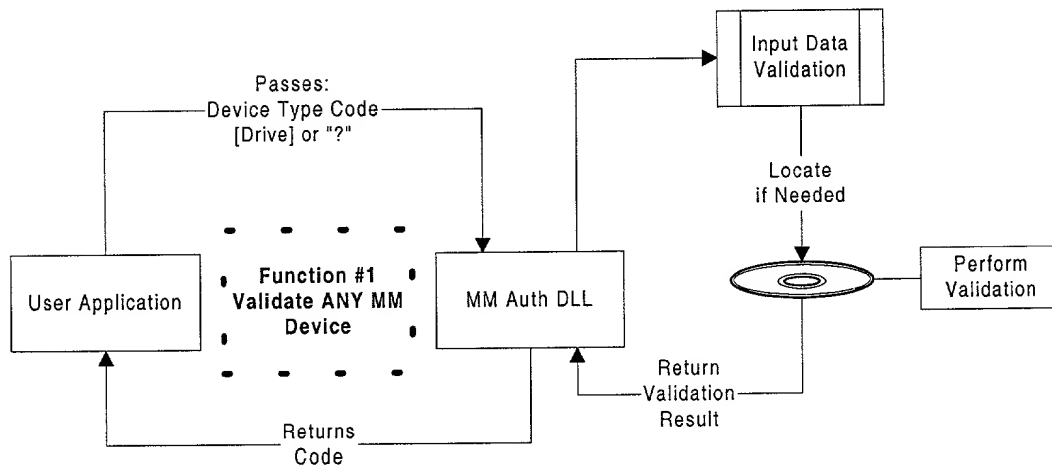 Passes:
Device Type Code
[Drive] or "?"
Input Data
Validation
Locate
if Needed
User Application
Function #1
Validate ANY MM
Device
MM Auth DLL
Perform
Validation
Return
Validation
Result
Returns
Code